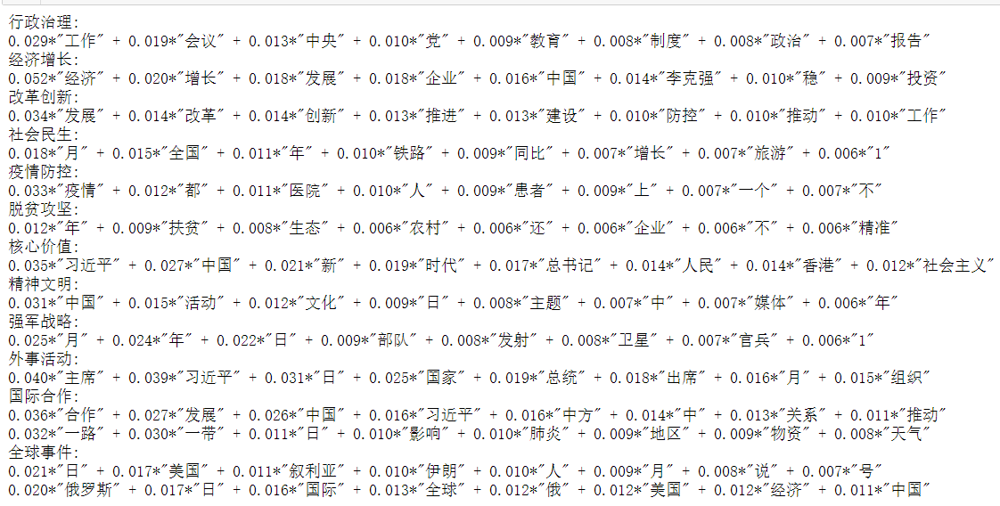 行政治理:
0.029*"工作" + 0.019*"会议" + 0.013*"中央" + 0.010*"党" + 0.009*"教育" + 0.008*"制度" + 0.008*"政治" + 0.007*"报告"
经济增长:
0.052*"经济" + 0.020*"增长" + 0.018*"发展" + 0.018*"企业" + 0.016*"中国" + 0.014*"李克强" + 0.010*"稳" + 0.009*"投资"
改革创新:
0.034*"发展" + 0.014*"改革" + 0.014*"创新" + 0.013*"推进" + 0.013*"建设" + 0.010*"防控" + 0.010*"推动" + 0.010*"工作"
社会民生:
0.018*"月" + 0.015*"全国" + 0.011*"年" + 0.010*"铁路" + 0.009*"同比" + 0.007*"增长" + 0.007*"旅游" + 0.006*"1"
疫情防控:
0.033*"疫情" + 0.012*"都" + 0.011*"医院" + 0.010*"人" + 0.009*"患者" + 0.009*"上" + 0.007*"一个" + 0.007*"不"
脱贫攻坚:
0.012*"年" + 0.009*"扶贫" + 0.008*"生态" + 0.006*"农村" + 0.006*"还" + 0.006*"企业" + 0.006*"不" + 0.006*"精准"
核心价值:
0.035*"习近平" + 0.027*"中国" + 0.021*"新" + 0.019*"时代" + 0.017*"总书记" + 0.014*"人民" + 0.014*"香港" + 0.012*"社会主义"
精神文明:
0.031*"中国" + 0.015*"活动" + 0.012*"文化" + 0.009*"日" + 0.008*"主题" + 0.007*"中" + 0.007*"媒体" + 0.006*"年"
强军战略:
0.025*"月" + 0.024*"年" + 0.022*"日" + 0.009*"部队" + 0.008*"发射" + 0.008*"卫星" + 0.007*"官兵" + 0.006*"1"
外事活动:
0.040*"主席" + 0.039*"习近平" + 0.031*"日" + 0.025*"国家" + 0.019*"总统" + 0.018*"出席" + 0.016*"月" + 0.015*"组织"
国际合作:
0.036*"合作" + 0.027*"发展" + 0.026*"中国" + 0.016*"习近平" + 0.016*"中方" + 0.014*"中" + 0.013*"关系" + 0.011*"推动"
0.032*"一路" + 0.030*"一带" + 0.011*"日" + 0.010*"影响" + 0.010*"肺炎" + 0.009*"地区" + 0.009*"物资" + 0.008*"天气"
全球事件:
0.021*"日" + 0.017*"美国" + 0.011*"叙利亚" + 0.010*"伊朗" + 0.010*"人" + 0.009*"月" + 0.008*"说" + 0.007*"号"
0.020*"俄罗斯" + 0.017*"日" + 0.016*"国际" + 0.013*"全球" + 0.012*"俄" + 0.012*"美国" + 0.012*"经济" + 0.011*"中国"